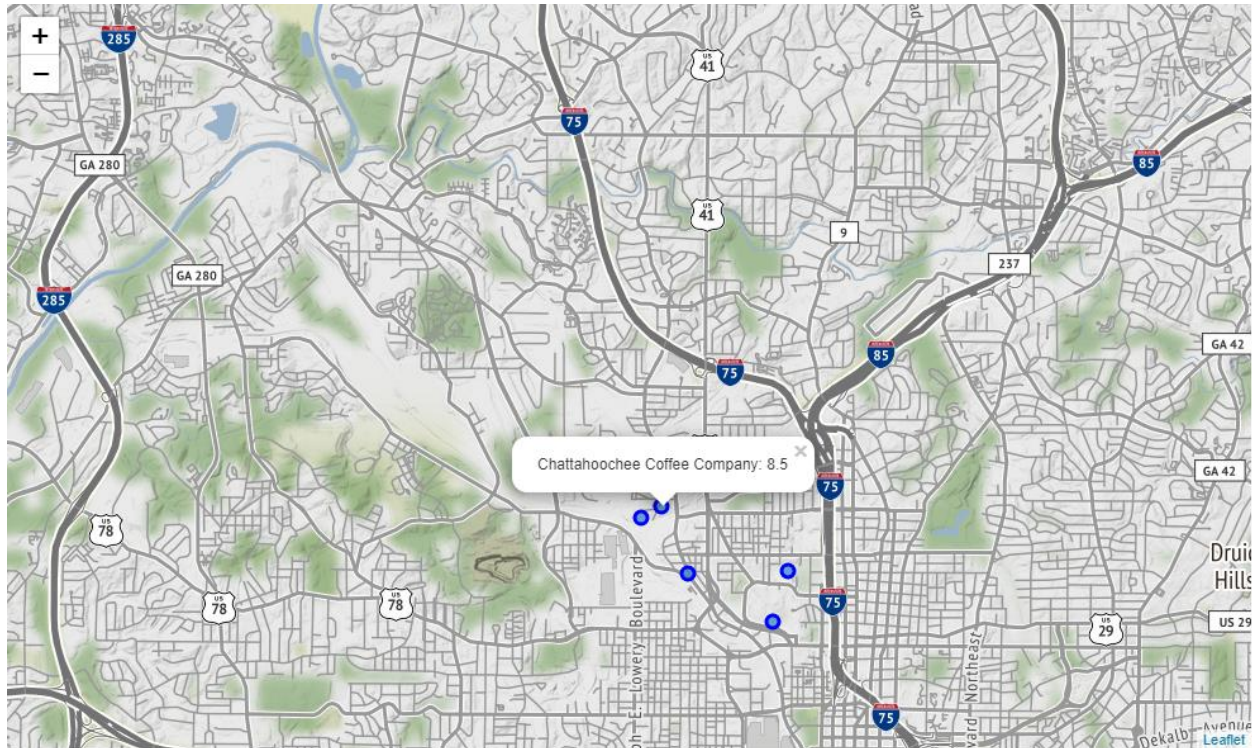 +
−
285
US
41
75
GA 280
85
US
41
9
GA 280
237
285
GA 42
85
75
Chattahoochee Coffee Company: 8.5
×
GA 42
75
US
78
Druid
Hills
US
78
US
78
75
US
29
US 29
Boulevard
E. Lowery
Northeast
75
Dekalb Avenue
Leaflet